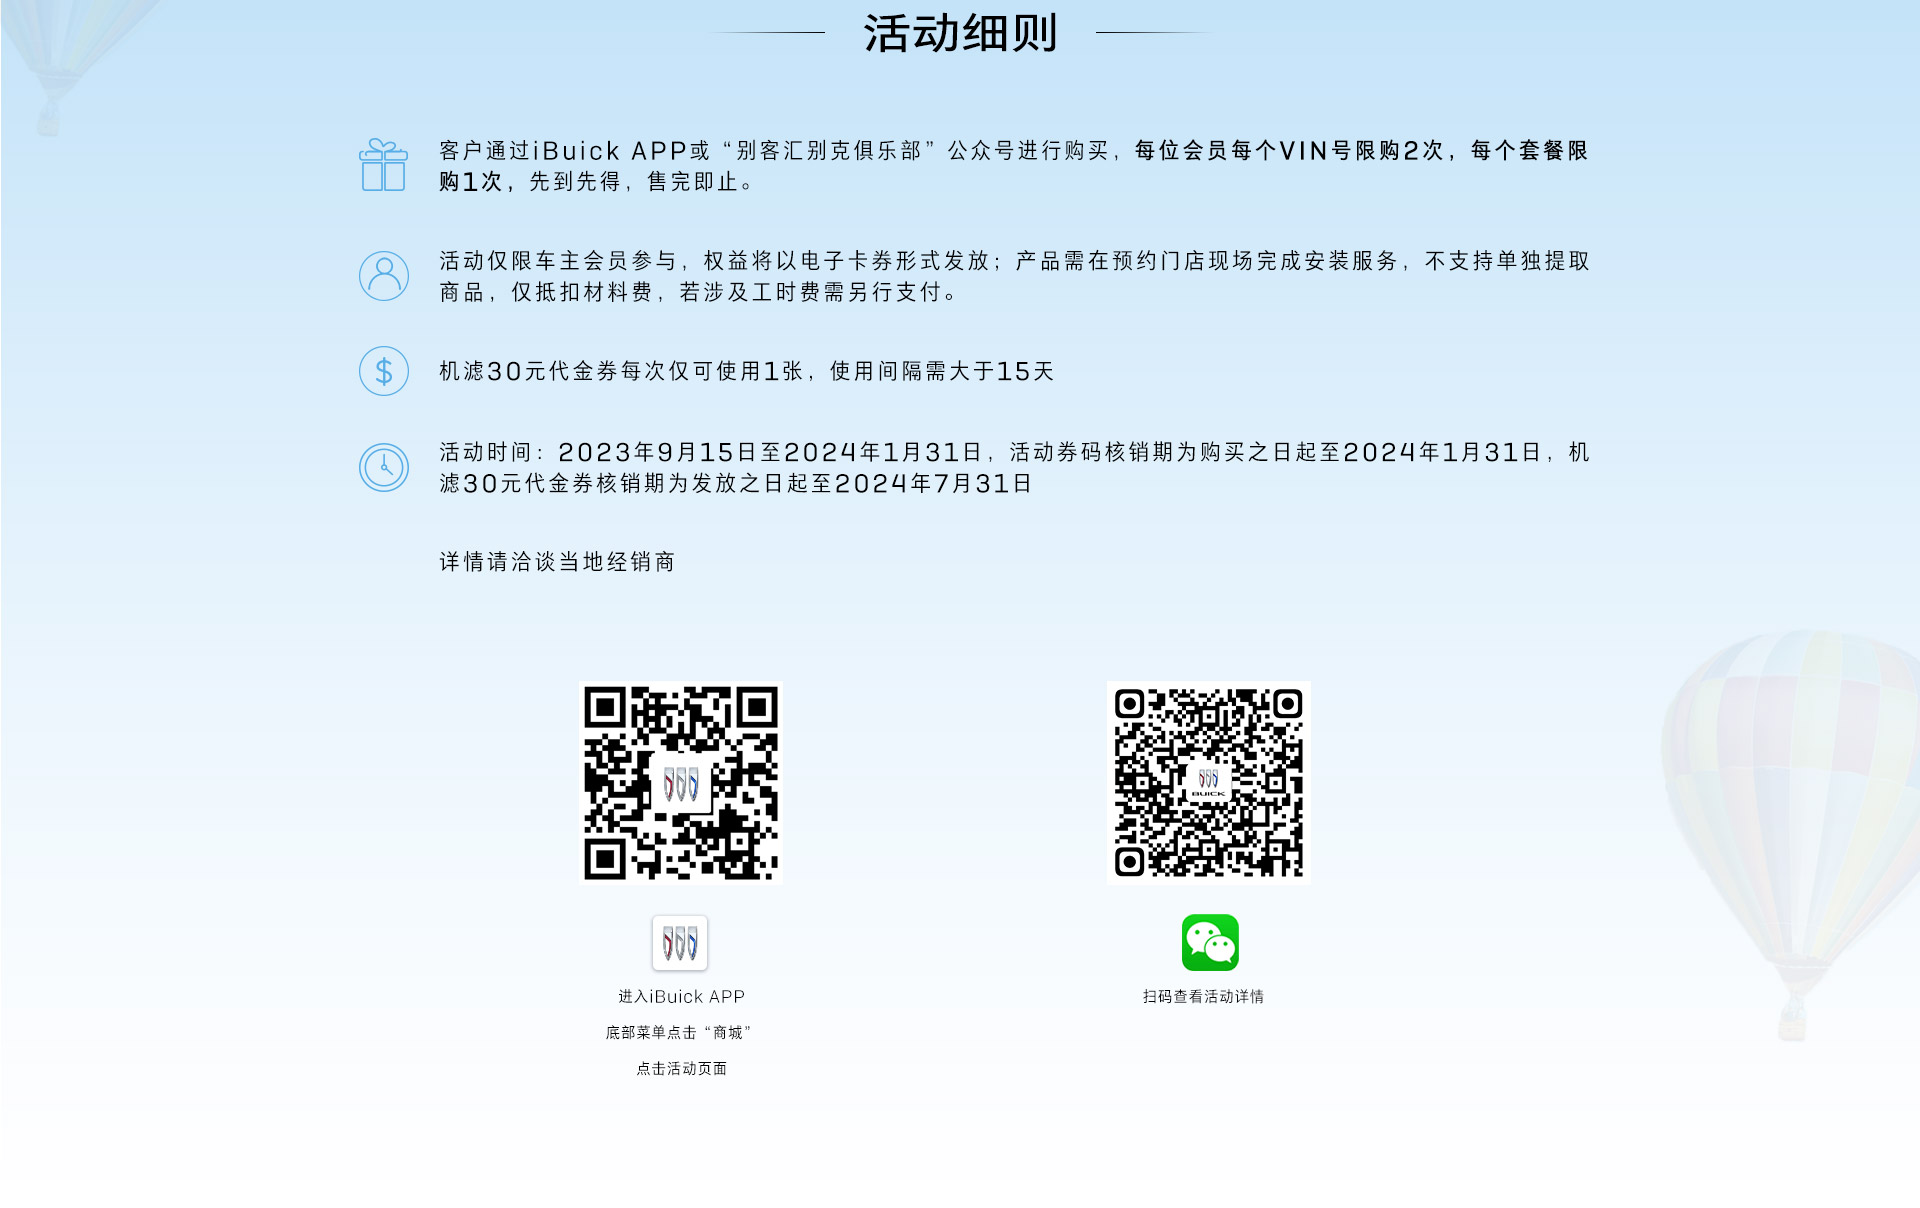 活动细则
客户通过iBuick APP或“别客汇别克俱乐部”公众号进行购买，每位会员每个VIN号限购2次，每个套餐限
购1次，先到先得，售完即止。
活动仅限车主会员参与，权益将以电子卡券形式发放；产品需在预约门店现场完成安装服务，不支持单独提取
商品，仅抵扣材料费，若涉及工时费需另行支付。
$
机滤30元代金券每次仅可使用1张，使用间隔需大于15天
活动时间：2023年9月15日至2024年1月31日，活动券码核销期为购买之日起至2024年1月31日，机
滤30元代金券核销期为发放之日起至2024年7月31日
详情请洽谈当地经销商
BUICK
进入iBuick APP
底部菜单点击“商城”
点击活动页面
扫码查看活动详情